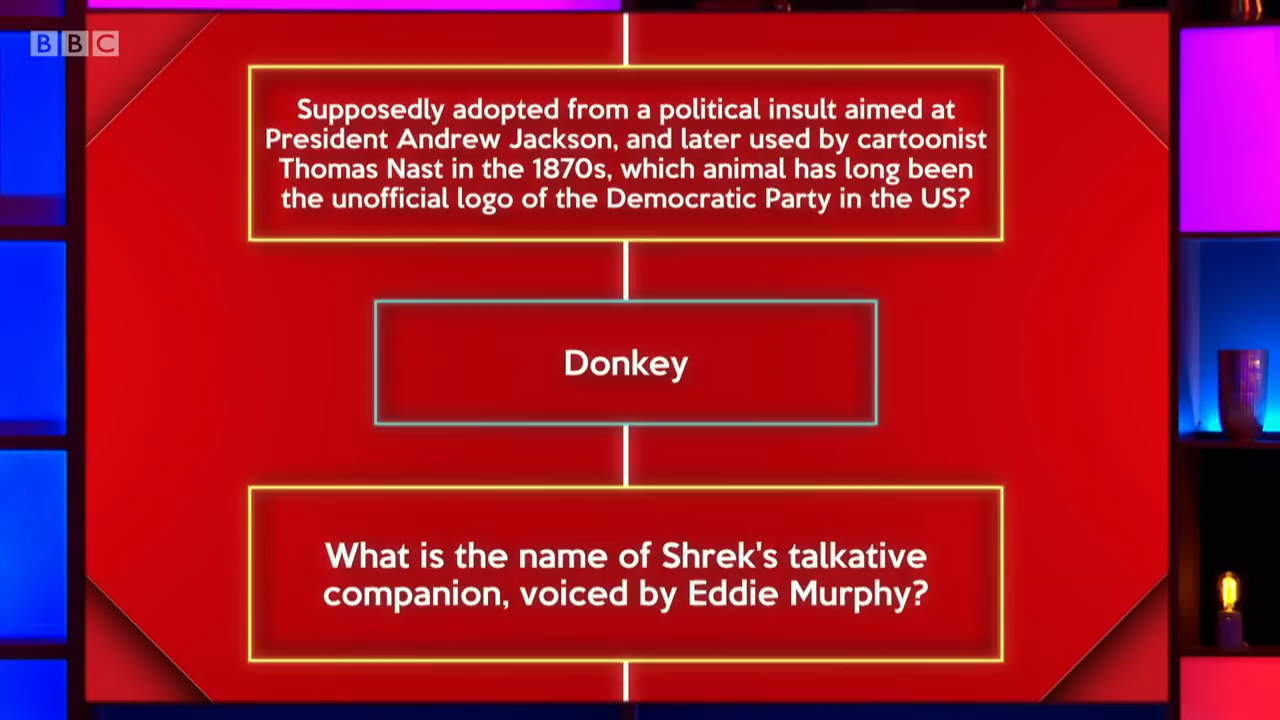 BBC
Supposedly adopted from a political insult aimed at
President Andrew Jackson, and later used by cartoonist
Thomas Nast in the 1870s, which animal has long been
the unofficial logo of the Democratic Party in the US?
Donkey
What is the name of Shrek's talkative
companion, voiced by Eddie Murphy?